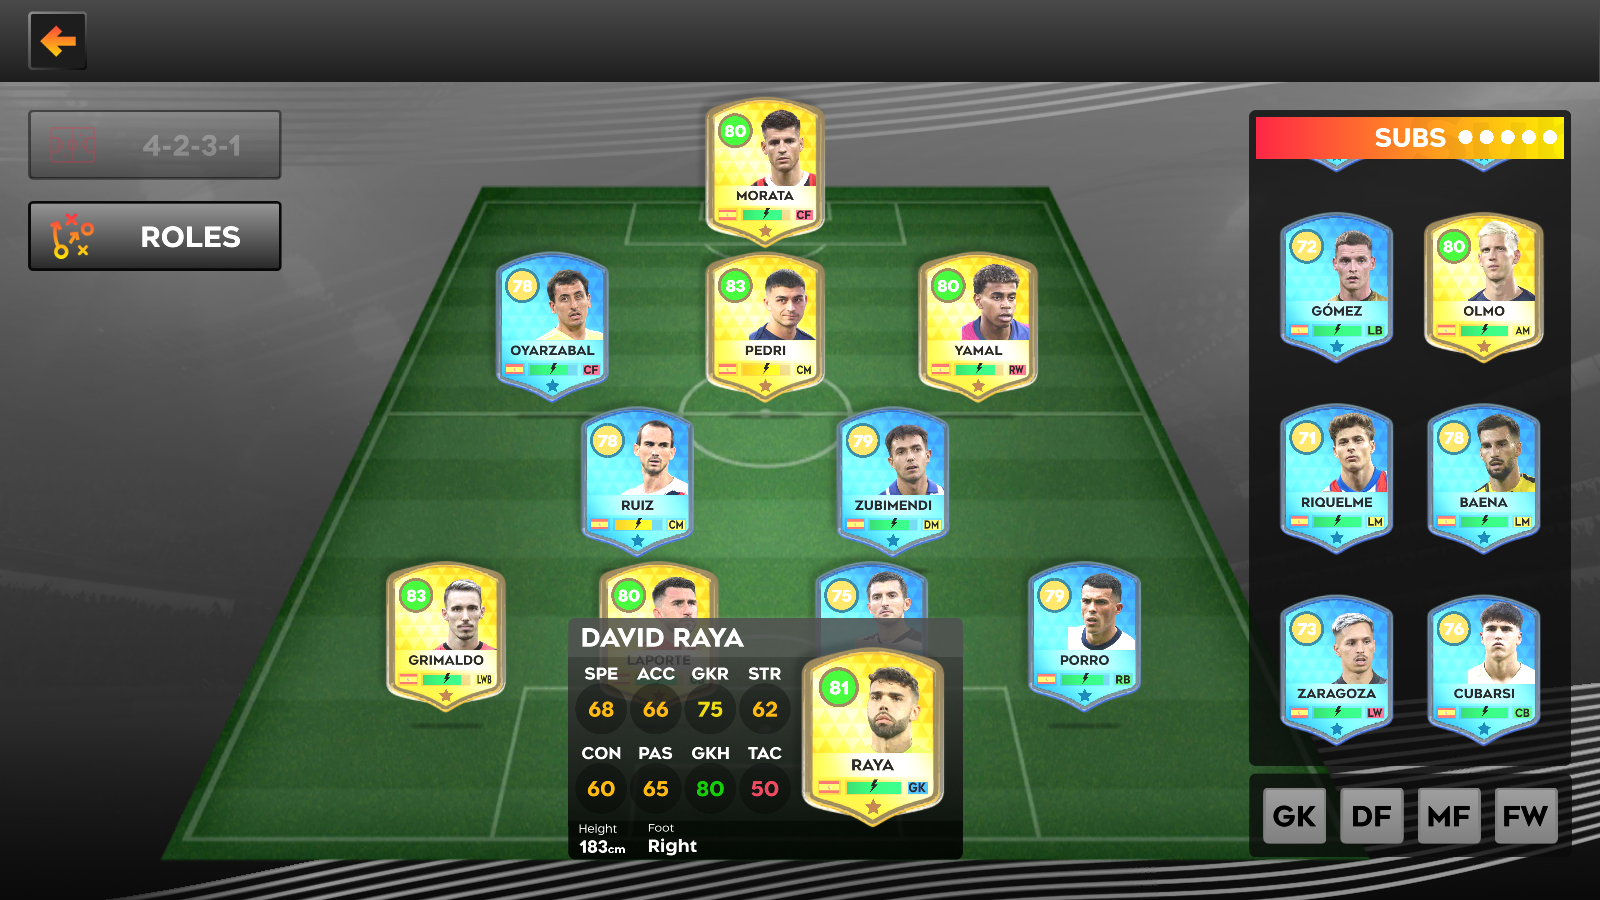 4-2-3-1
ROLES
80
MORATA
CF
78
OYARZABAL
CF
83
PEDRI
CM
80
YAMAL
RW
78
RUIZ
CM
79
ZUBIMENDI
DM
83
GRIMALDO
LWB
80
LAPORTE
75
79
PORRO
RB
DAVID RAYA
SPE ACC GKR STR
68 66 75 62
CON PAS GKH TAC
60 65 80 50
Height Foot
183cm Right
81
RAYA
GK
SUBS
72
GÓMEZ
LB
80
OLMO
AM
71
RIQUELME
LM
78
BAENA
LM
73
ZARAGOZA
LW
76
CUBARSI
CB
GK DF MF FW